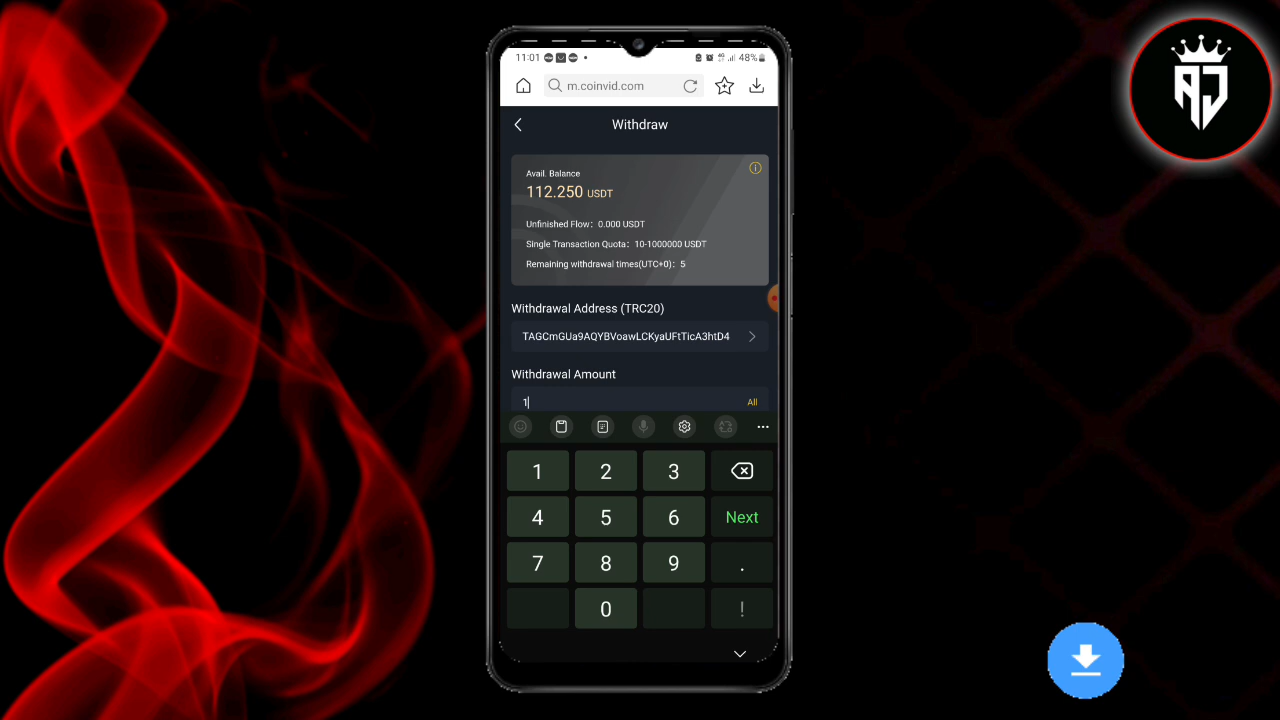 11:01
48%
m.coinvid.com
Withdraw
Avail. Balance
112.250 USDT
Unfinished Flow: 0.000 USDT
Single Transaction Quota: 10-1000000 USDT
Remaining withdrawal times(UTC+0): 5
Withdrawal Address (TRC20)
TAGCmGUa9AQYBVoawLCKyaUFtTicA3htD4
Withdrawal Amount
1
All
1 2 3
4 5 6 Next
7 8 9 .
0 !
AJ